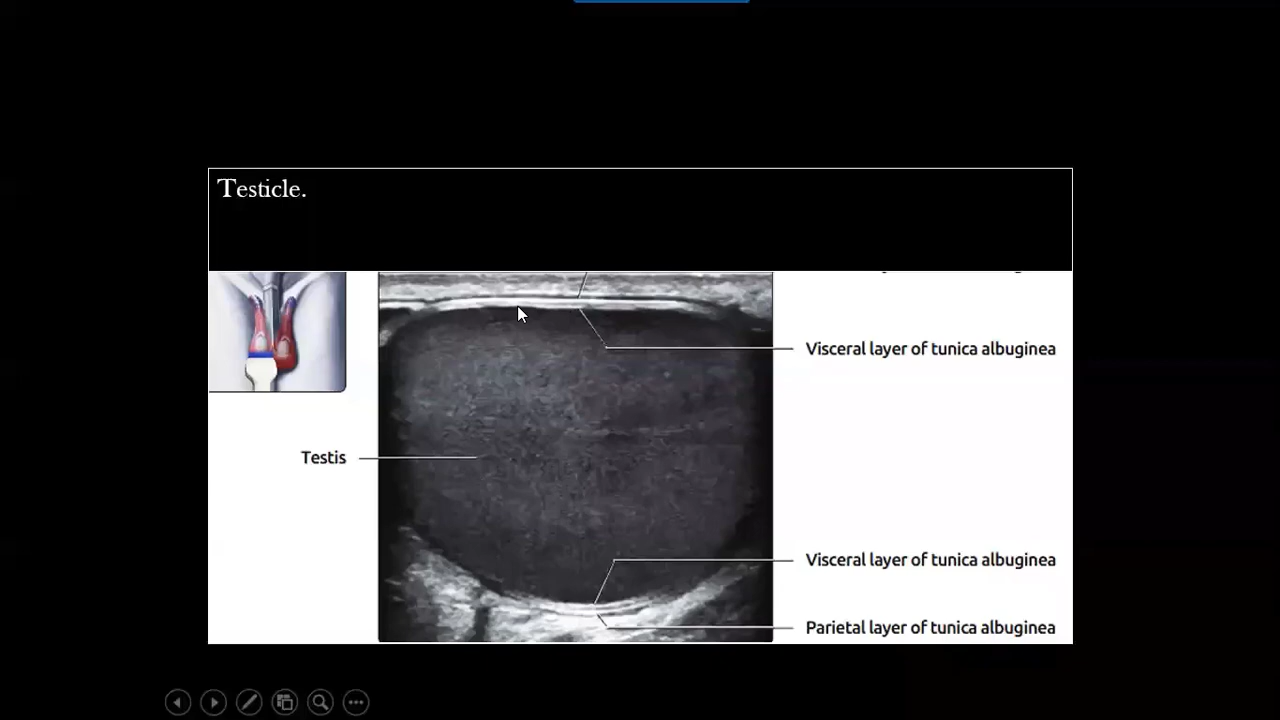 Testicle.
Visceral layer of tunica albuginea
Testis
Visceral layer of tunica albuginea
Parietal layer of tunica albuginea